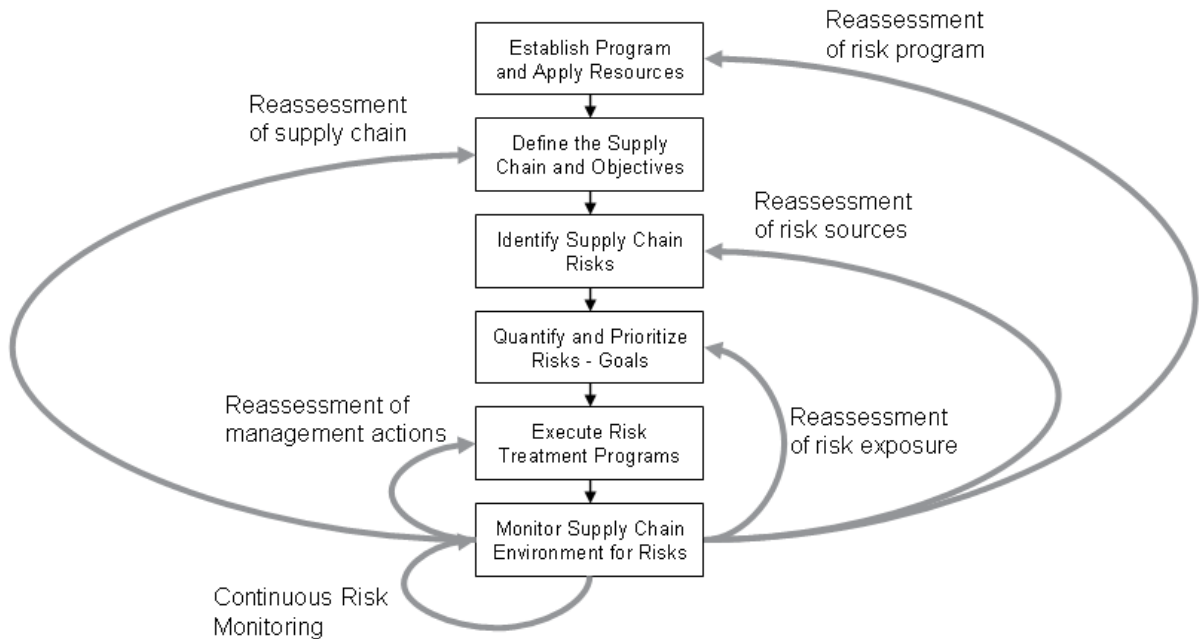 Reassessment
of risk program
Establish Program
and Apply Resources
Reassessment
of supply chain
Define the Supply
Chain and Objectives
Reassessment
of risk sources
Identify Supply Chain
Risks
Quantify and Prioritize
Risks - Goals
Reassessment of
management actions
Execute Risk
Treatment Programs
Reassessment
of risk exposure
Monitor Supply Chain
Environment for Risks
Continuous Risk
Monitoring